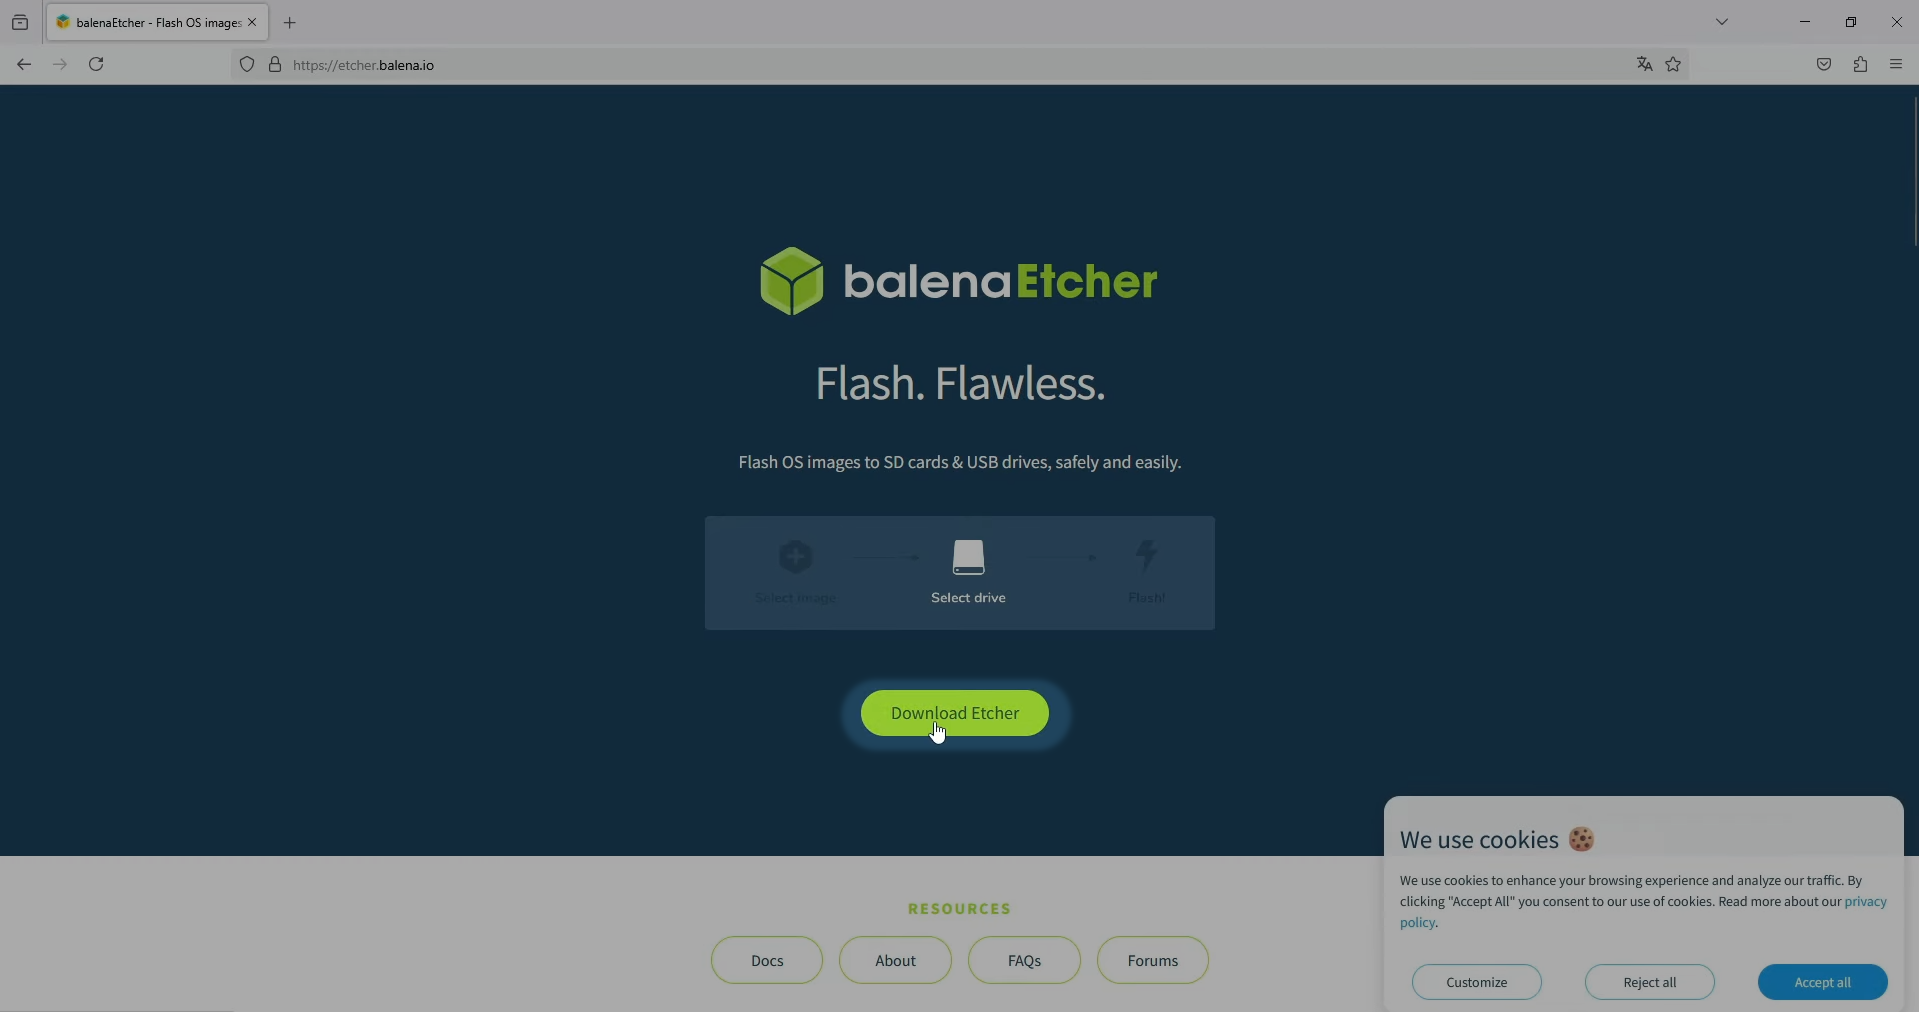 balenaEtcher - Flash OS images
https://etcher.balena.io
balenaEtcher
Flash. Flawless.
Flash OS images to SD cards & USB drives, safely and easily.
Select image
Select drive
Flash!
Download Etcher
RESOURCES
Docs
About
FAQs
Forums
We use cookies
We use cookies to enhance your browsing experience and analyze our traffic. By
clicking "Accept All" you consent to our use of cookies. Read more about our privacy
policy.
Customize
Reject all
Accept all